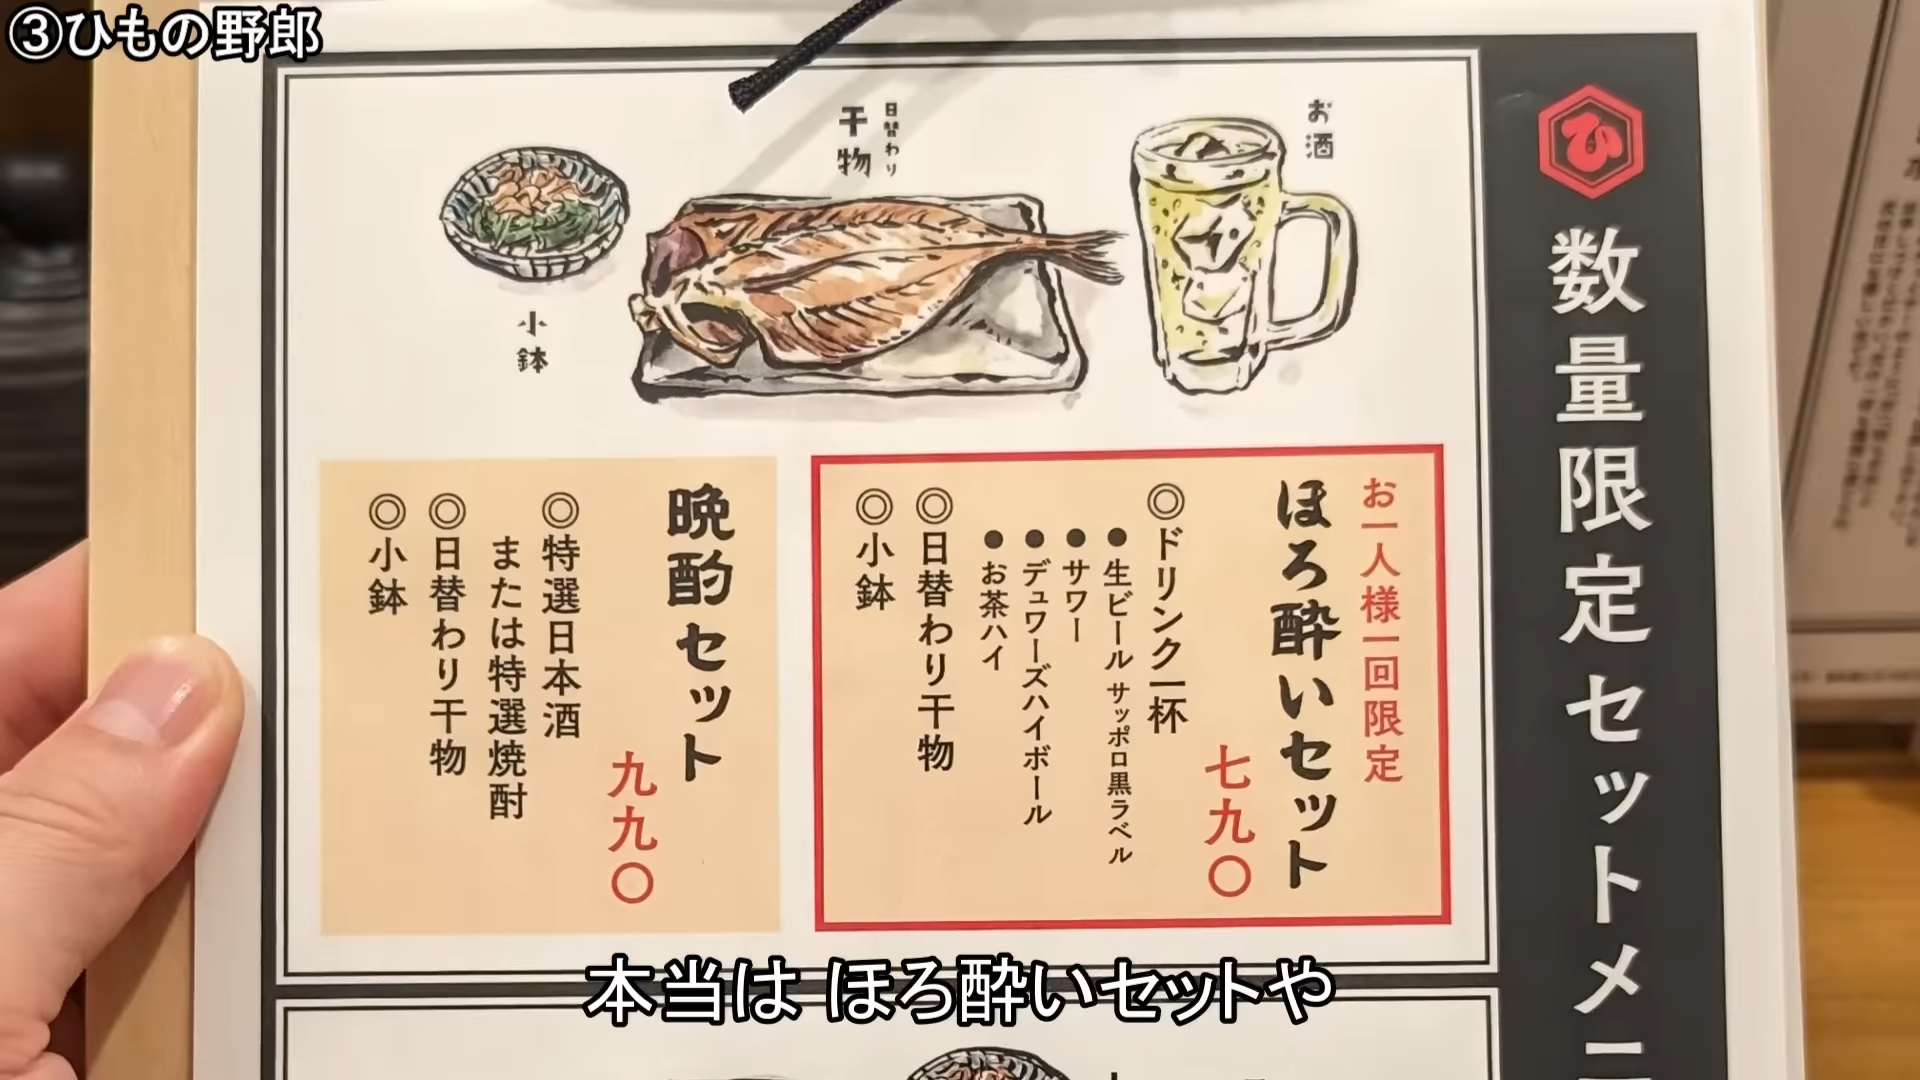 ③ひもの野郎
ひ
数量限定セットメニ
お酒
日替わり
干物
小鉢
お一人様一回限定
ほろ酔いセット
七九〇
◎ドリンク一杯
●生ビール サッポロ黒ラベル
●サワー
●デュワーズハイボール
●お茶ハイ
◎日替わり干物
◎小鉢
晩酌セット
九九〇
◎特選日本酒
または特選焼酎
◎日替わり干物
◎小鉢
本当は ほろ酔いセットや